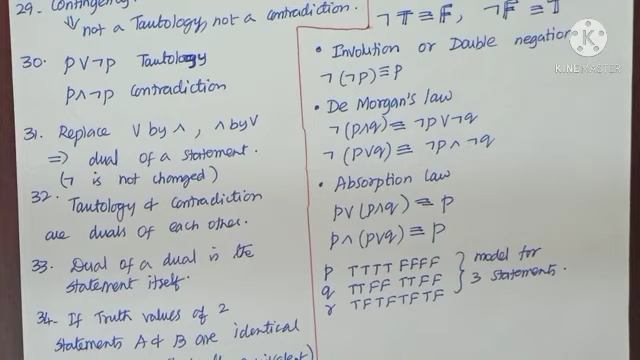 29. Contingency
⇓ not a Tautology, not a contradiction.
30. p∨¬p Tautology
p∧¬p contradiction
31. Replace ∨ by ∧ , ∧ by ∨
⇒ dual of a statement.
(¬ is not changed)
32. Tautology & contradiction
are duals of each other.
33. Dual of a dual is the
statement itself.
34. If Truth values of 2
statements A & B are identical
¬T≡F, ¬F≡T
• Involution or Double negation
¬(¬p)≡p
• De Morgan's law
¬(p∧q)≡ ¬p∨¬q
¬(p∨q)≡ ¬p∧¬q
• Absorption law
p∨(p∧q)≡p
p∧(p∨q)≡p
p TTTT FFFF
q TTFF TTFF
r TFTFTFTF
} model for
3 statements.
KINEMASTER